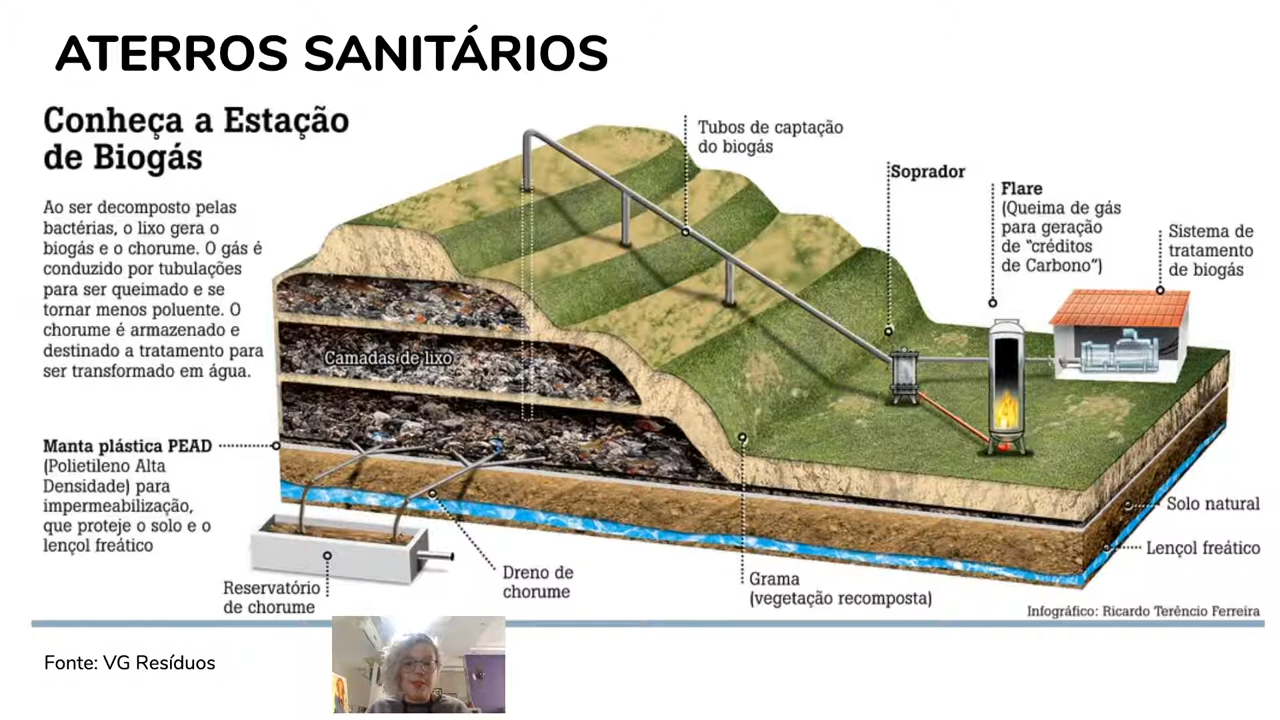 ATERROS SANITÁRIOS
Conheça a Estação
de Biogás
Ao ser decomposto pelas
bactérias, o lixo gera o
biogás e o chorume. O gás é
conduzido por tubulações
para ser queimado e se
tornar menos poluente. O
chorume é armazenado e
destinado a tratamento para
ser transformado em água.
Tubos de captação
do biogás
Soprador
Flare
(Queima de gás
para geração
de “créditos
de Carbono”)
Sistema de
tratamento
de biogás
Camadas de lixo
Manta plástica PEAD
(Polietileno Alta
Densidade) para
impermeabilização,
que proteje o solo e o
lençol freático
Solo natural
Lençol freático
Reservatório
de chorume
Dreno de
chorume
Grama
(vegetação recomposta)
Infográfico: Ricardo Terêncio Ferreira
Fonte: VG Resíduos